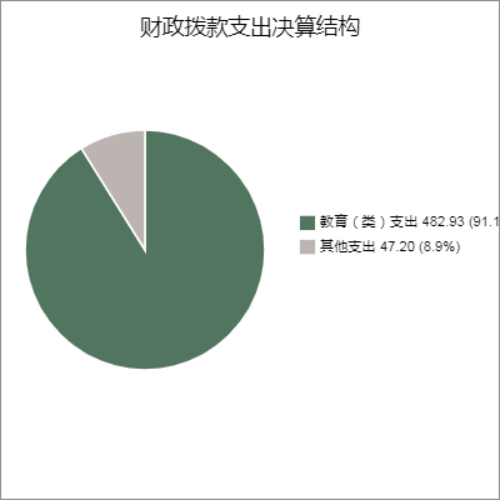 财政拨款支出决算结构
教育（类）支出 482.93 (91.1
其他支出 47.20 (8.9%)